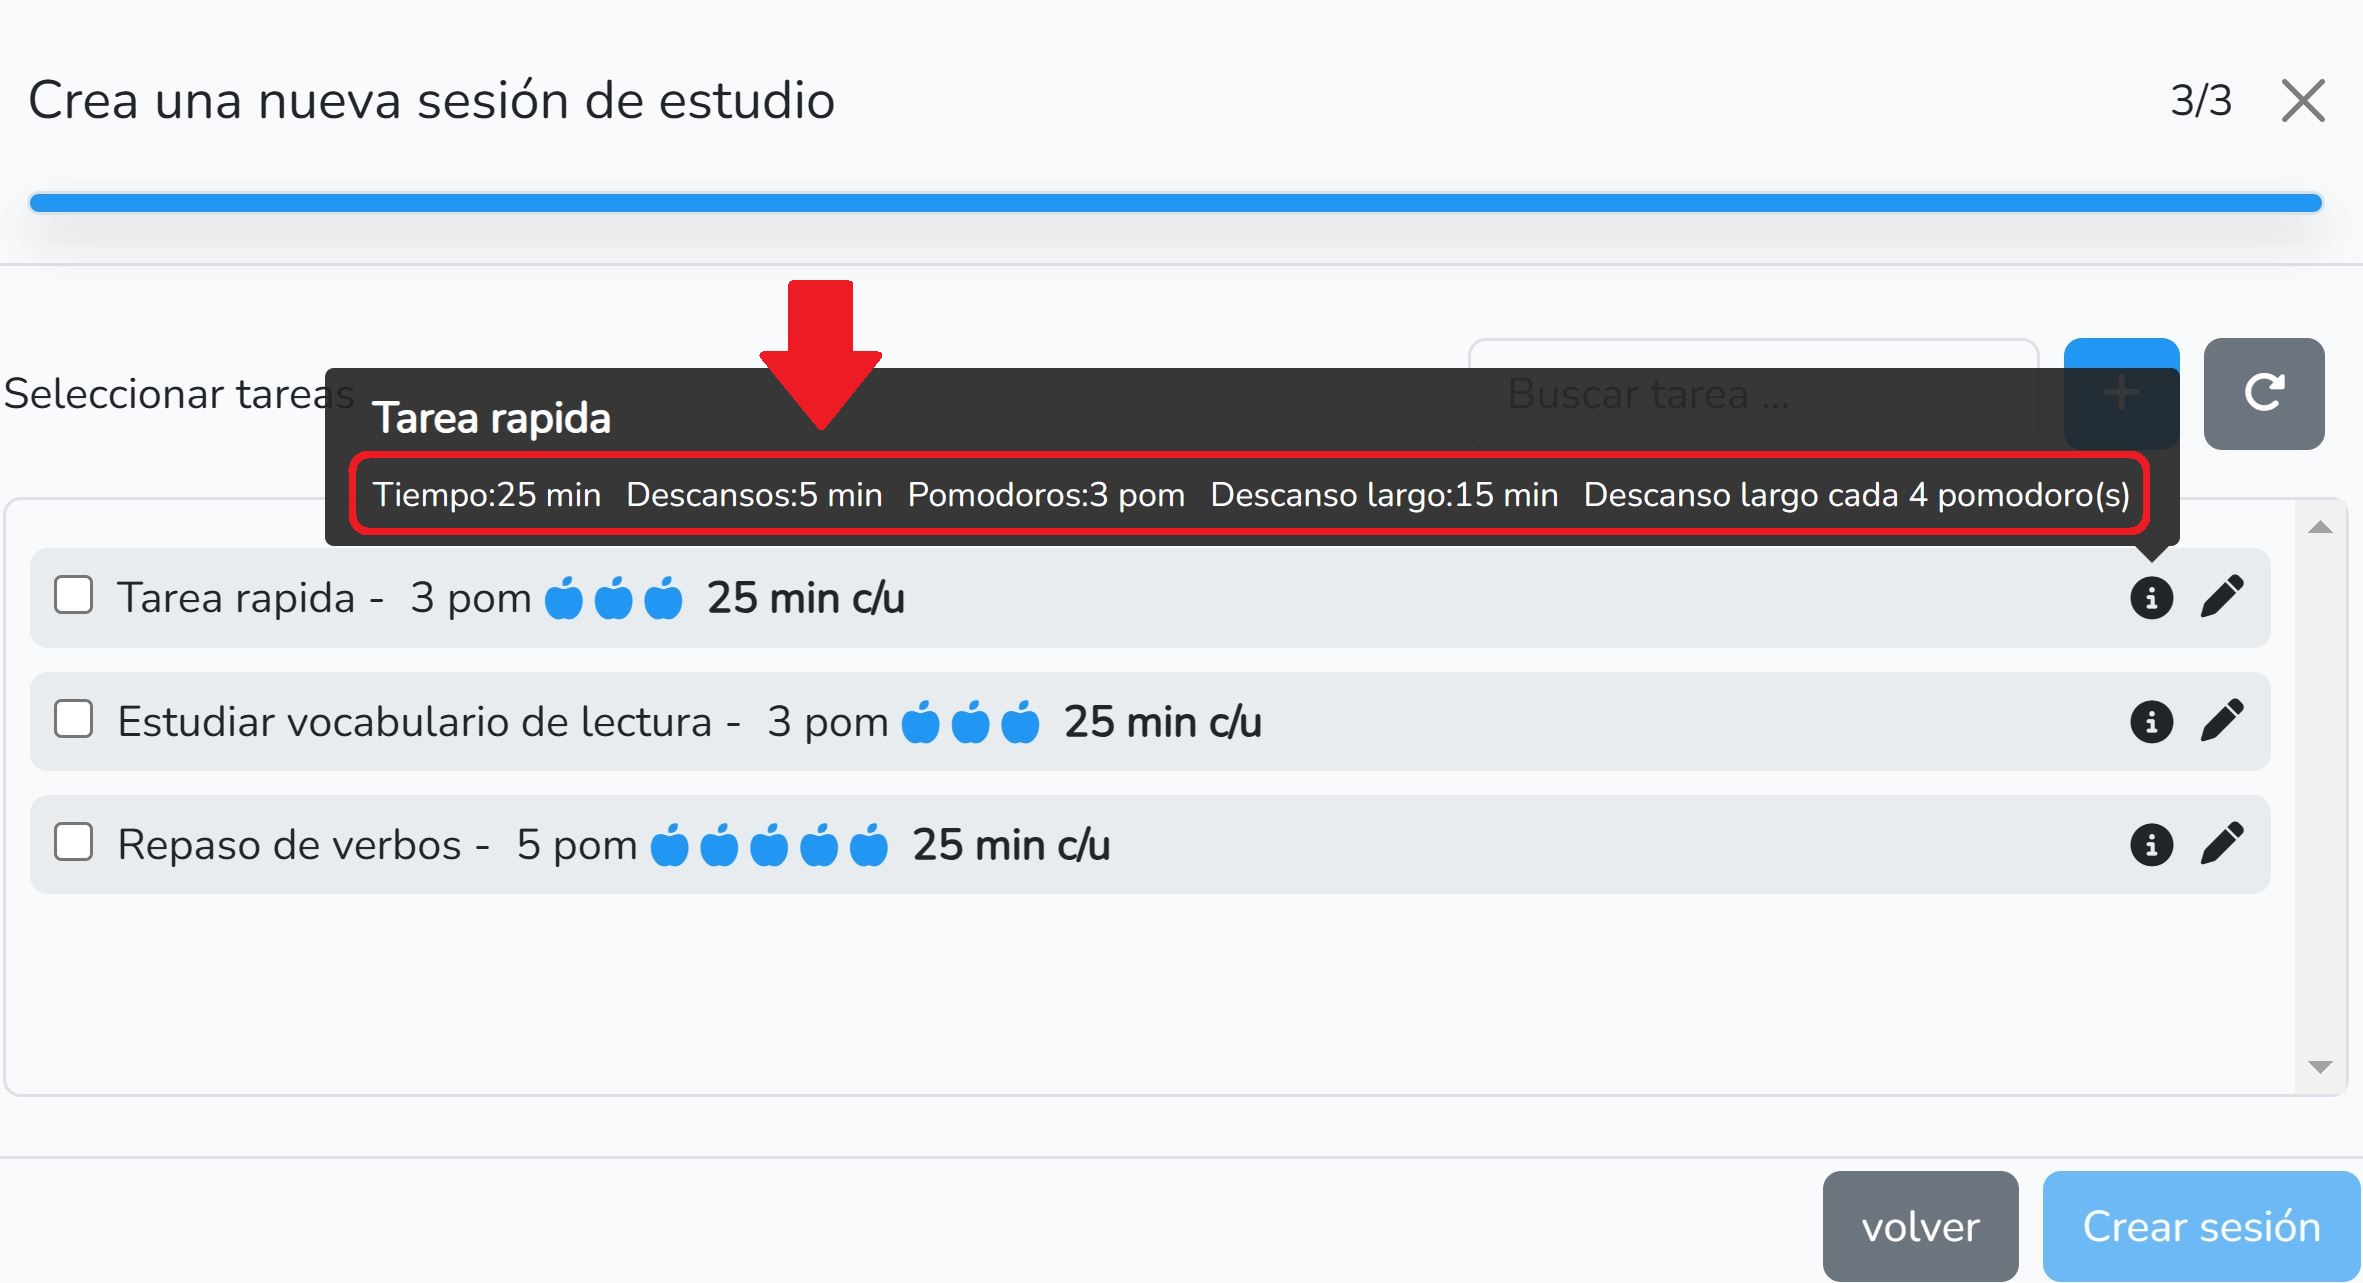 Crea una nueva sesión de estudio
3/3
Seleccionar tareas
Buscar tarea ...
Tarea rapida
Tiempo:25 min Descansos:5 min Pomodoros:3 pom Descanso largo:15 min Descanso largo cada 4 pomodoro(s)
Tarea rapida - 3 pom 25 min c/u
Estudiar vocabulario de lectura - 3 pom 25 min c/u
Repaso de verbos - 5 pom 25 min c/u
volver
Crear sesión